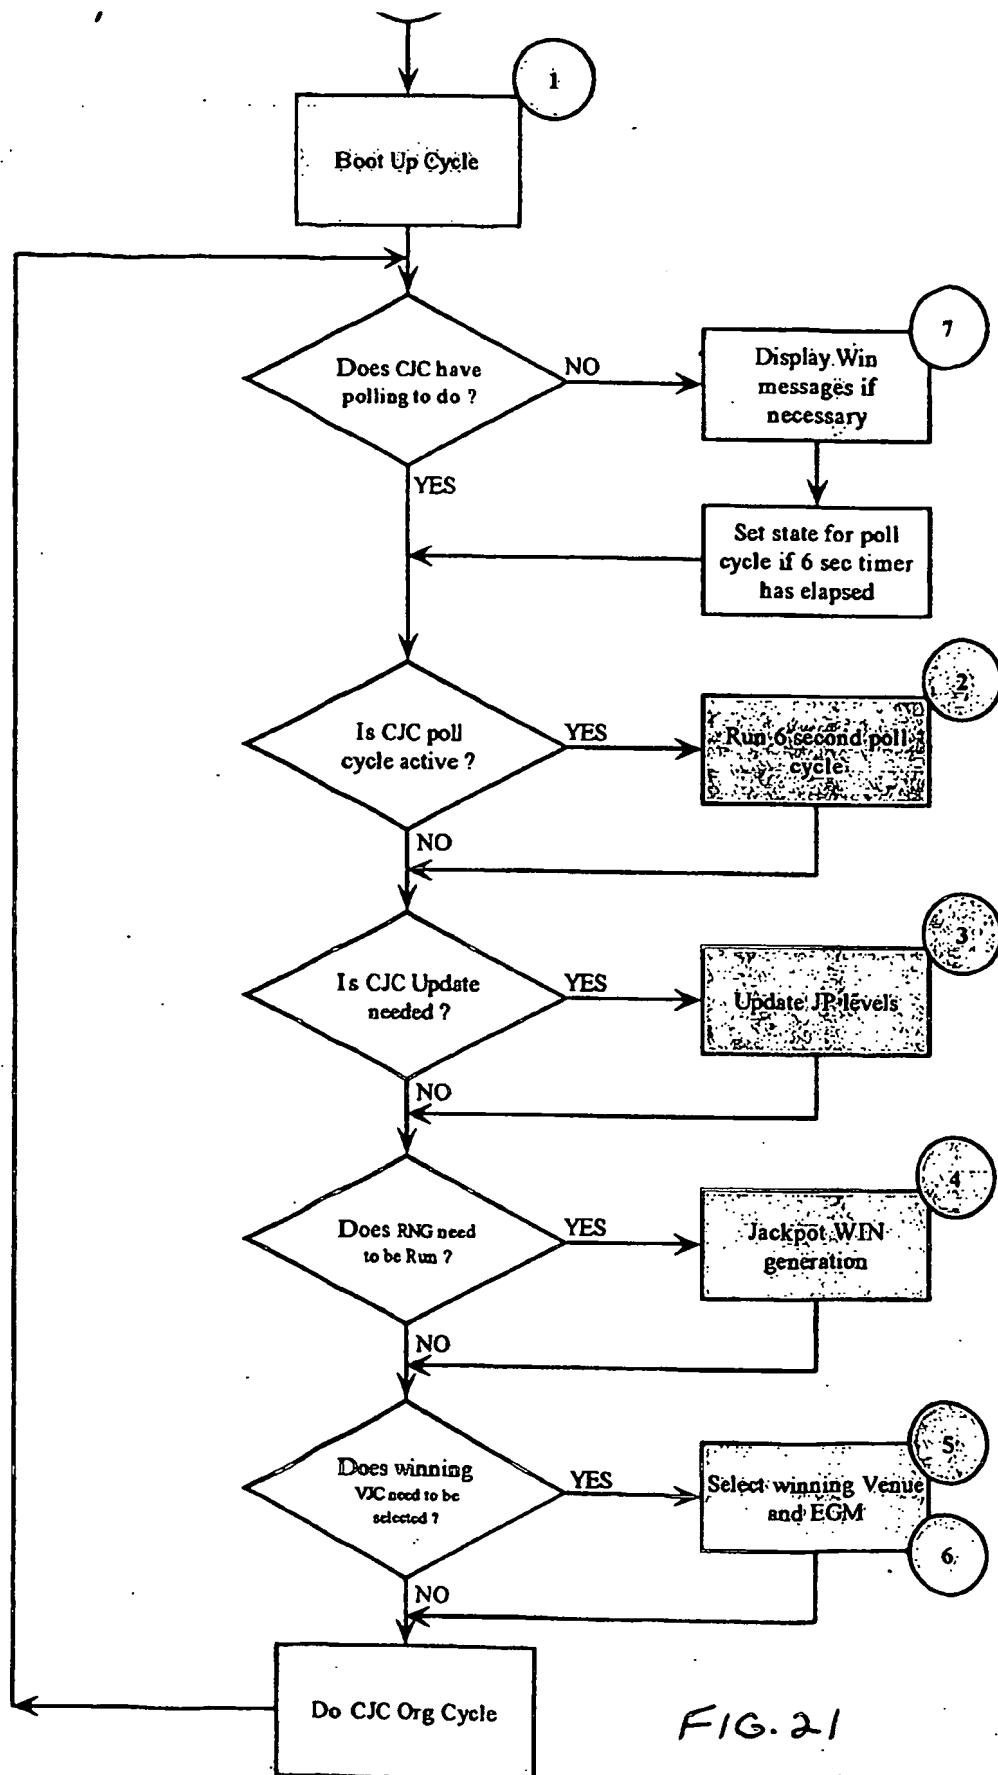 1
Boot Up Cycle
7
Does CJC have
polling to do ?
NO
Display Win
messages if
necessary
YES
Set state for poll
cycle if 6 sec timer
has elapsed
2
Is CJC poll
cycle active ?
YES
Run 6 second poll
cycle
NO
3
Is CJC Update
needed ?
YES
Update JP levels
NO
4
Does RNG need
to be Run ?
YES
Jackpot WIN
generation
NO
5
Does winning
VJC need to be
selected ?
YES
Select winning Venue
and EGM
6
NO
Do CJC Org Cycle
FIG. 21